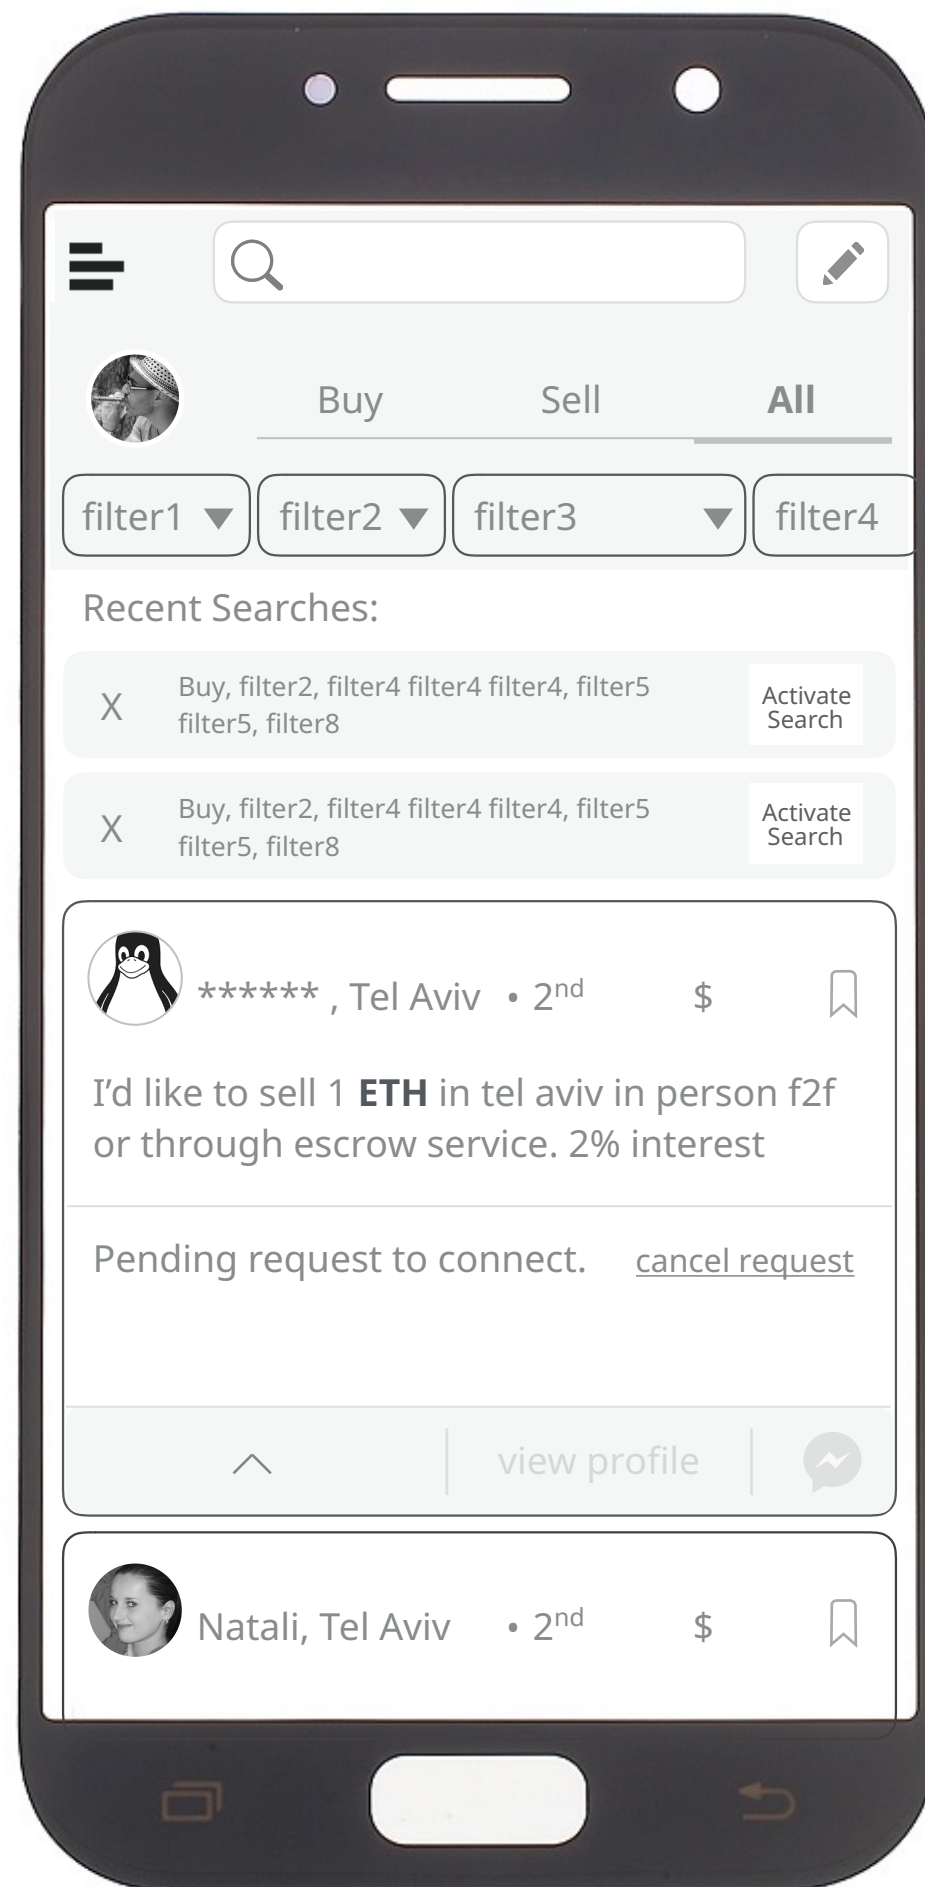 Buy Sell All
filter1 filter2 filter3 filter4
Recent Searches:
X Buy, filter2, filter4 filter4 filter4, filter5
filter5, filter8
Activate
Search
X Buy, filter2, filter4 filter4 filter4, filter5
filter5, filter8
Activate
Search
****** , Tel Aviv • 2nd $
I’d like to sell 1 ETH in tel aviv in person f2f
or through escrow service. 2% interest
Pending request to connect. cancel request
view profile
Natali, Tel Aviv • 2nd $